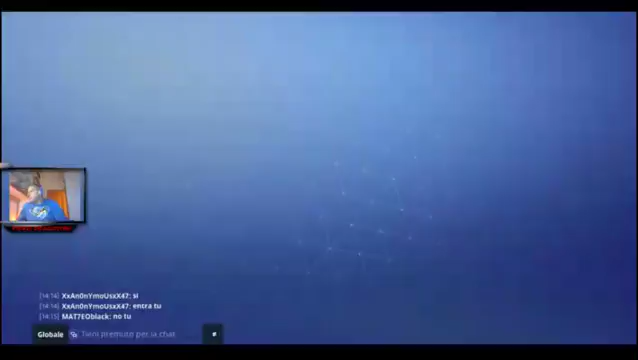 [14:14] XxAn0nYmoUsxX47: si
[14:14] XxAn0nYmoUsxX47: entra tu
[14:15] MAT7EOblack: no tu
Globale Tieni premuto per la chat